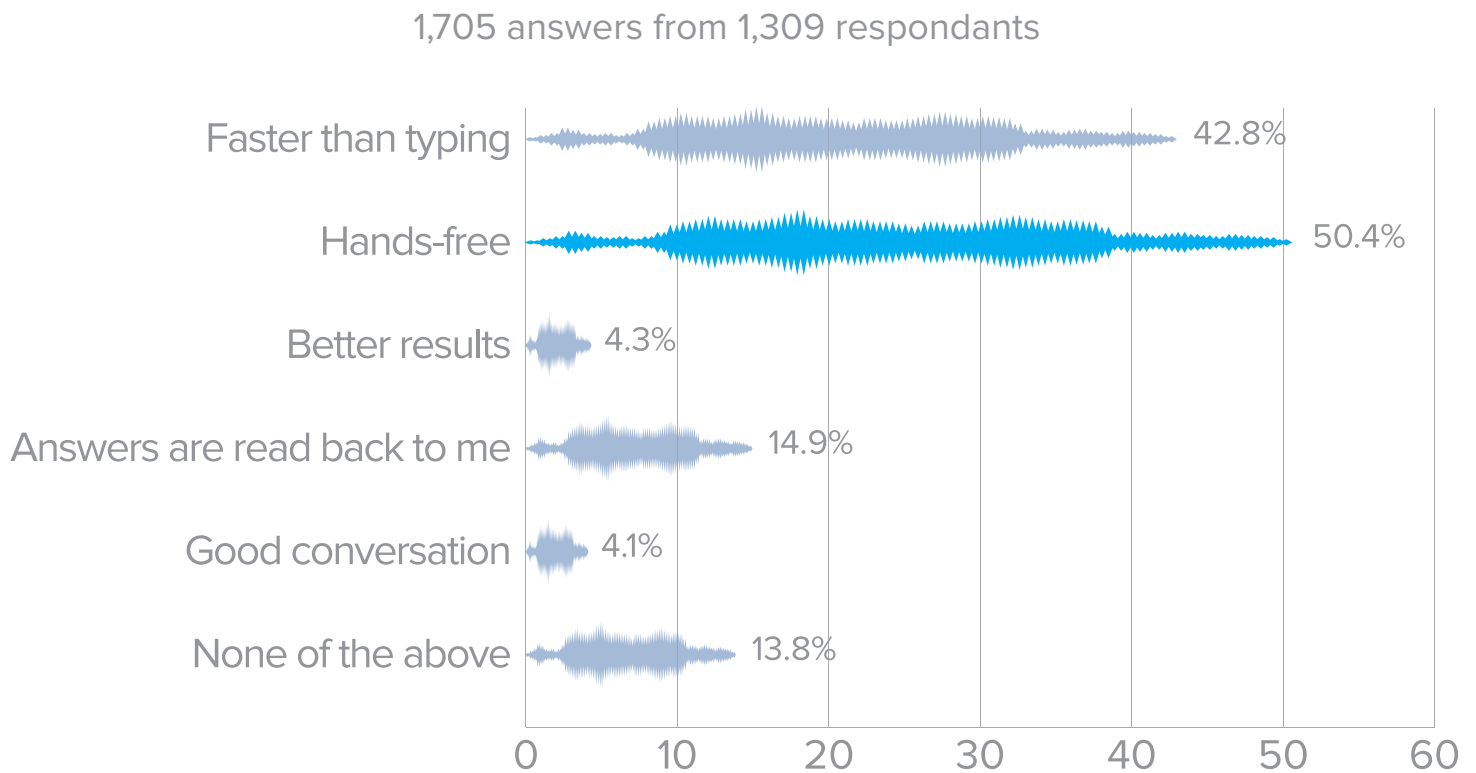 1,705 answers from 1,309 respondants
Faster than typing 42.8%
Hands-free 50.4%
Better results 4.3%
Answers are read back to me 14.9%
Good conversation 4.1%
None of the above 13.8%
0 10 20 30 40 50 60